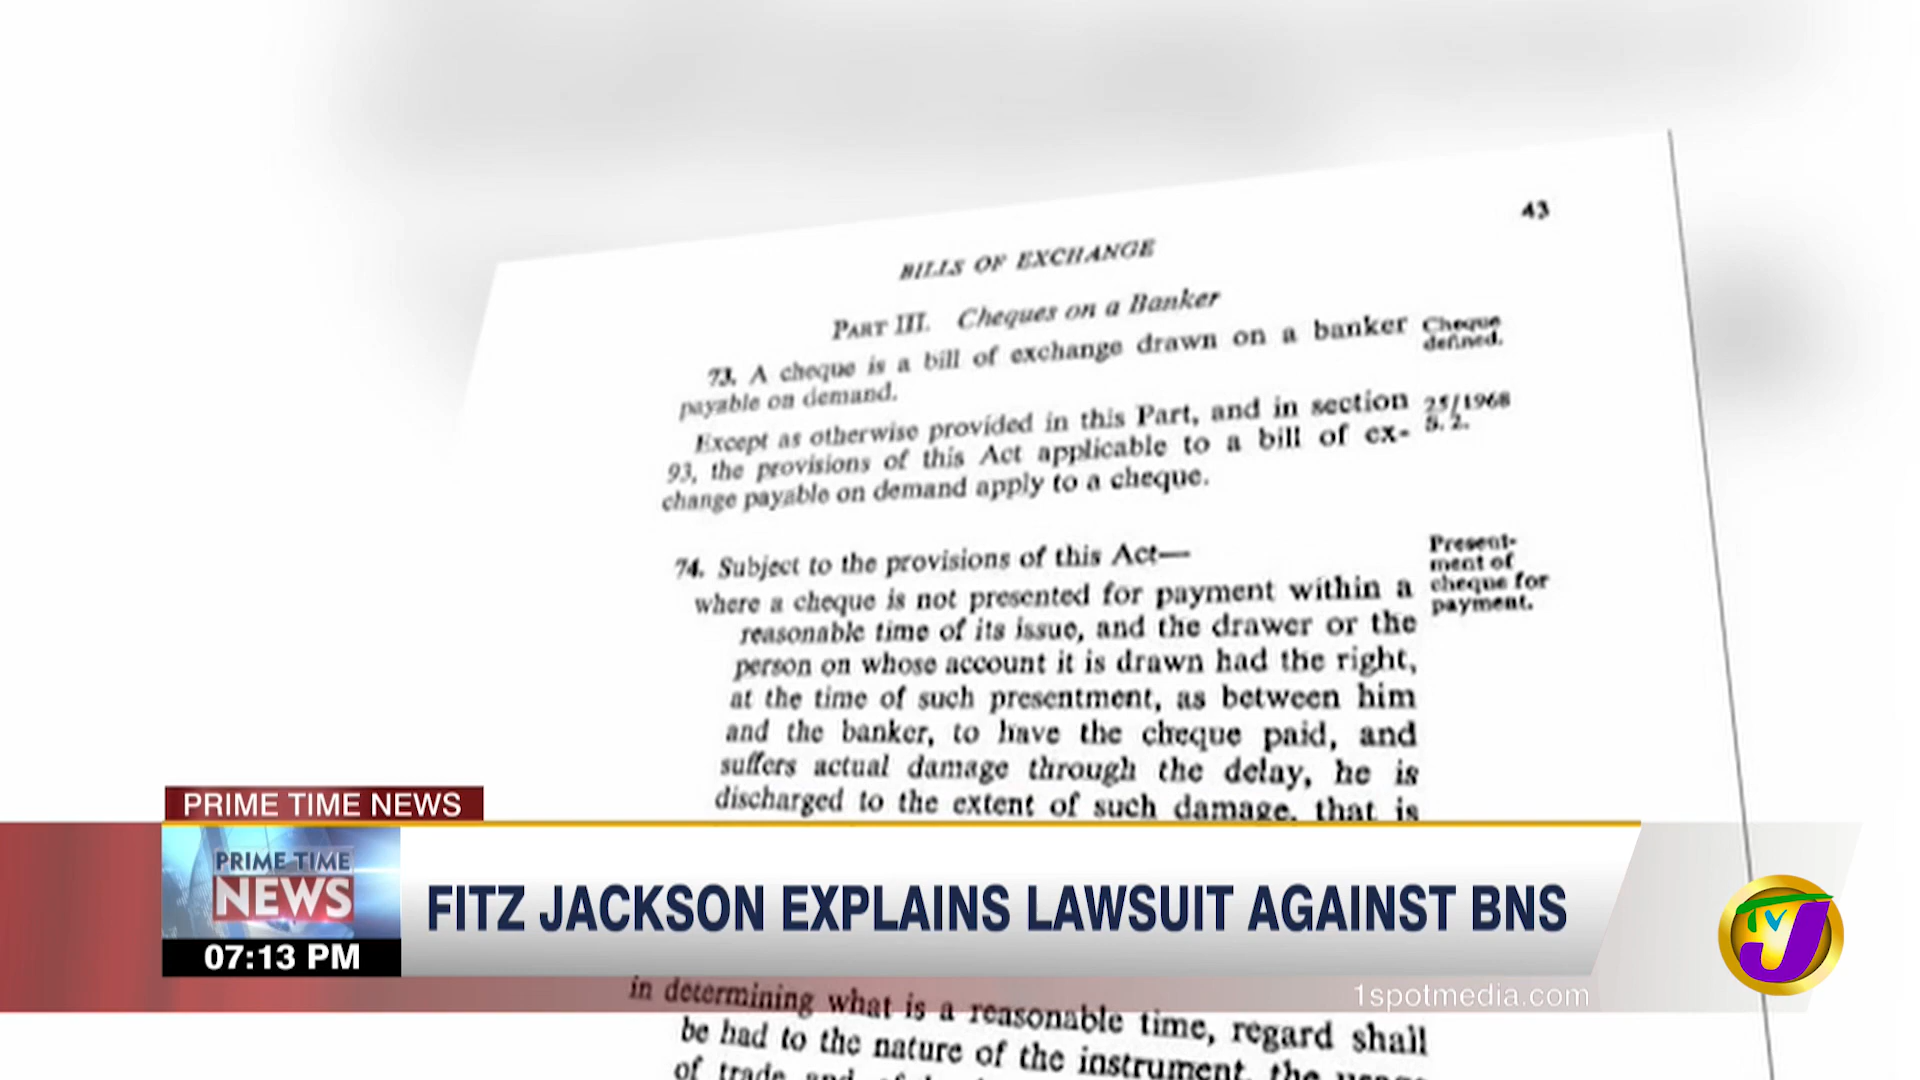 43
BILLS OF EXCHANGE
PART III. Cheques on a Banker
73. A cheque is a bill of exchange drawn on a banker
payable on demand.
Cheque
defined.
Except as otherwise provided in this Part, and in section
93, the provisions of this Act applicable to a bill of ex-
change payable on demand apply to a cheque.
25/1968
S. 2.
74. Subject to the provisions of this Act—
where a cheque is not presented for payment within a
reasonable time of its issue, and the drawer or the
person on whose account it is drawn had the right,
at the time of such presentment, as between him
and the banker, to have the cheque paid, and
suffers actual damage through the delay, he is
discharged to the extent of such damage, that is
Present-
ment of
cheque for
payment.
PRIME TIME NEWS
PRIME TIME
NEWS
07:13 PM
FITZ JACKSON EXPLAINS LAWSUIT AGAINST BNS
TVJ
1spotmedia.com
in determining what is a reasonable time, regard shall
be had to the nature of the instrument, the usage
of trade and